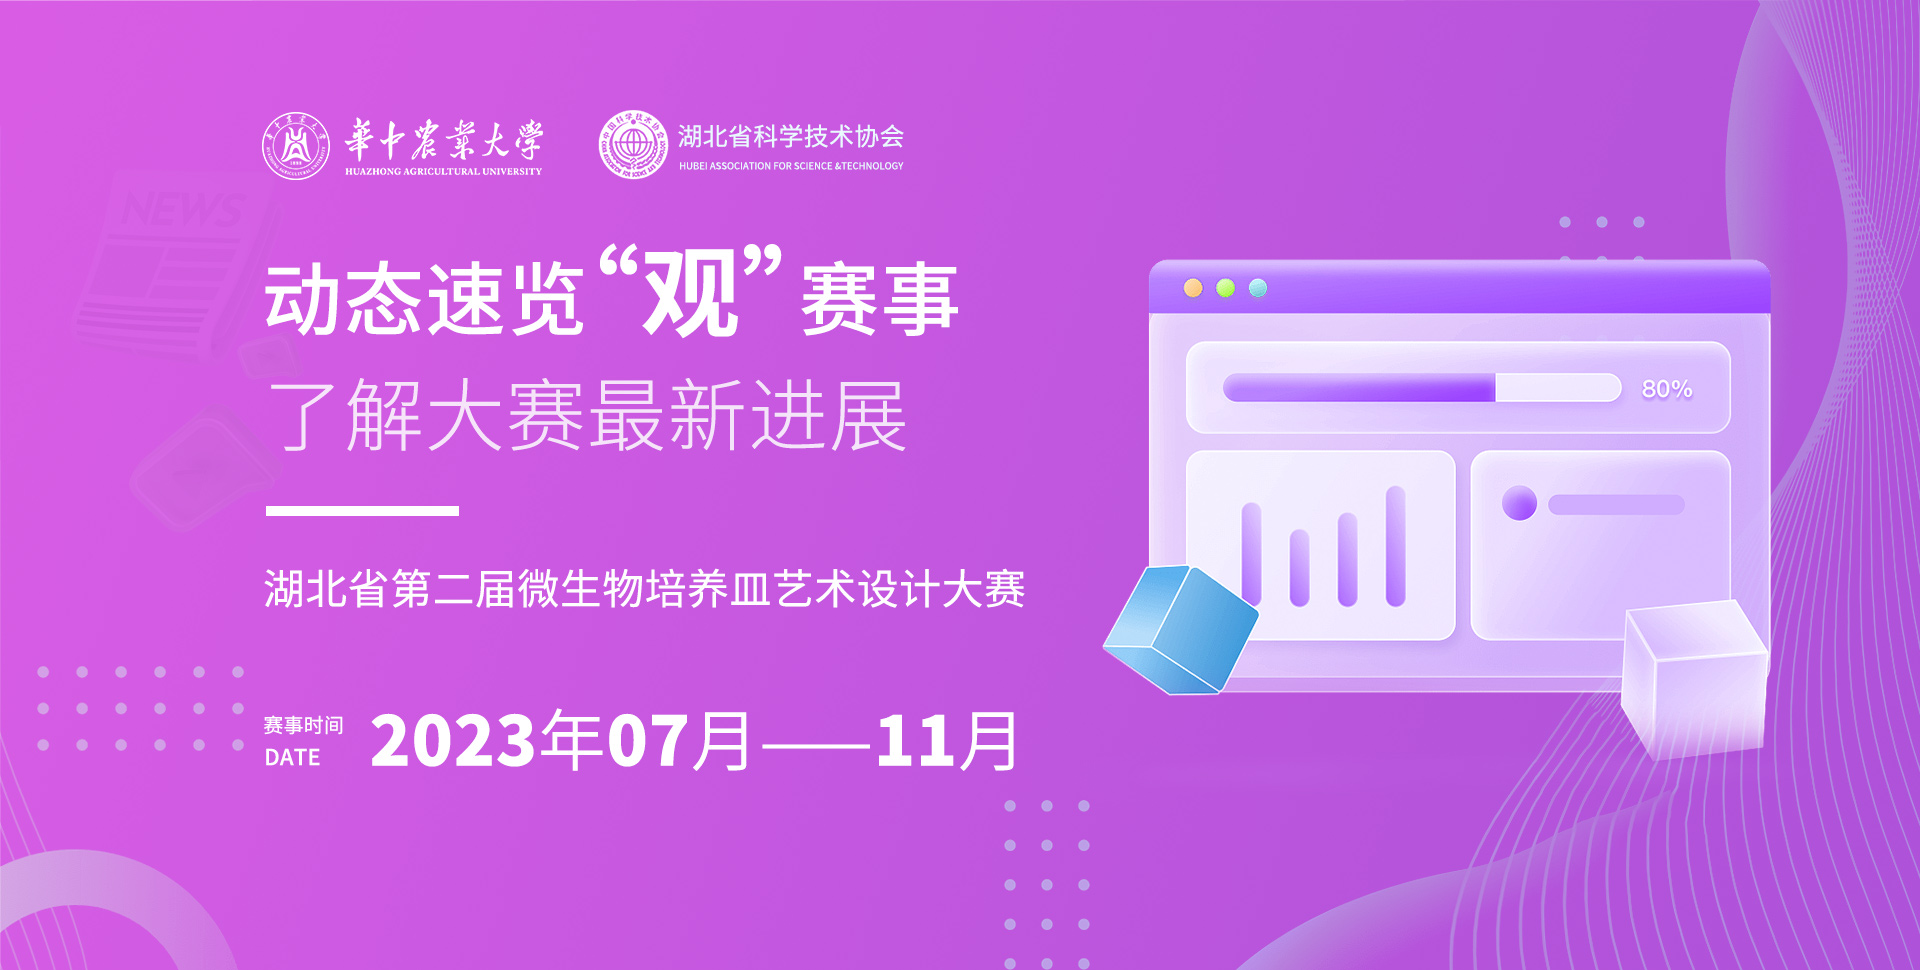 華中农业大学
HUAZHONG AGRICULTURAL UNIVERSITY
湖北省科学技术协会
HUBEI ASSOCIATION FOR SCIENCE &TECHNOLOGY
NEWS
动态速览“观”赛事
了解大赛最新进展
80%
湖北省第二届微生物培养皿艺术设计大赛
赛事时间
DATE
2023年07月——11月